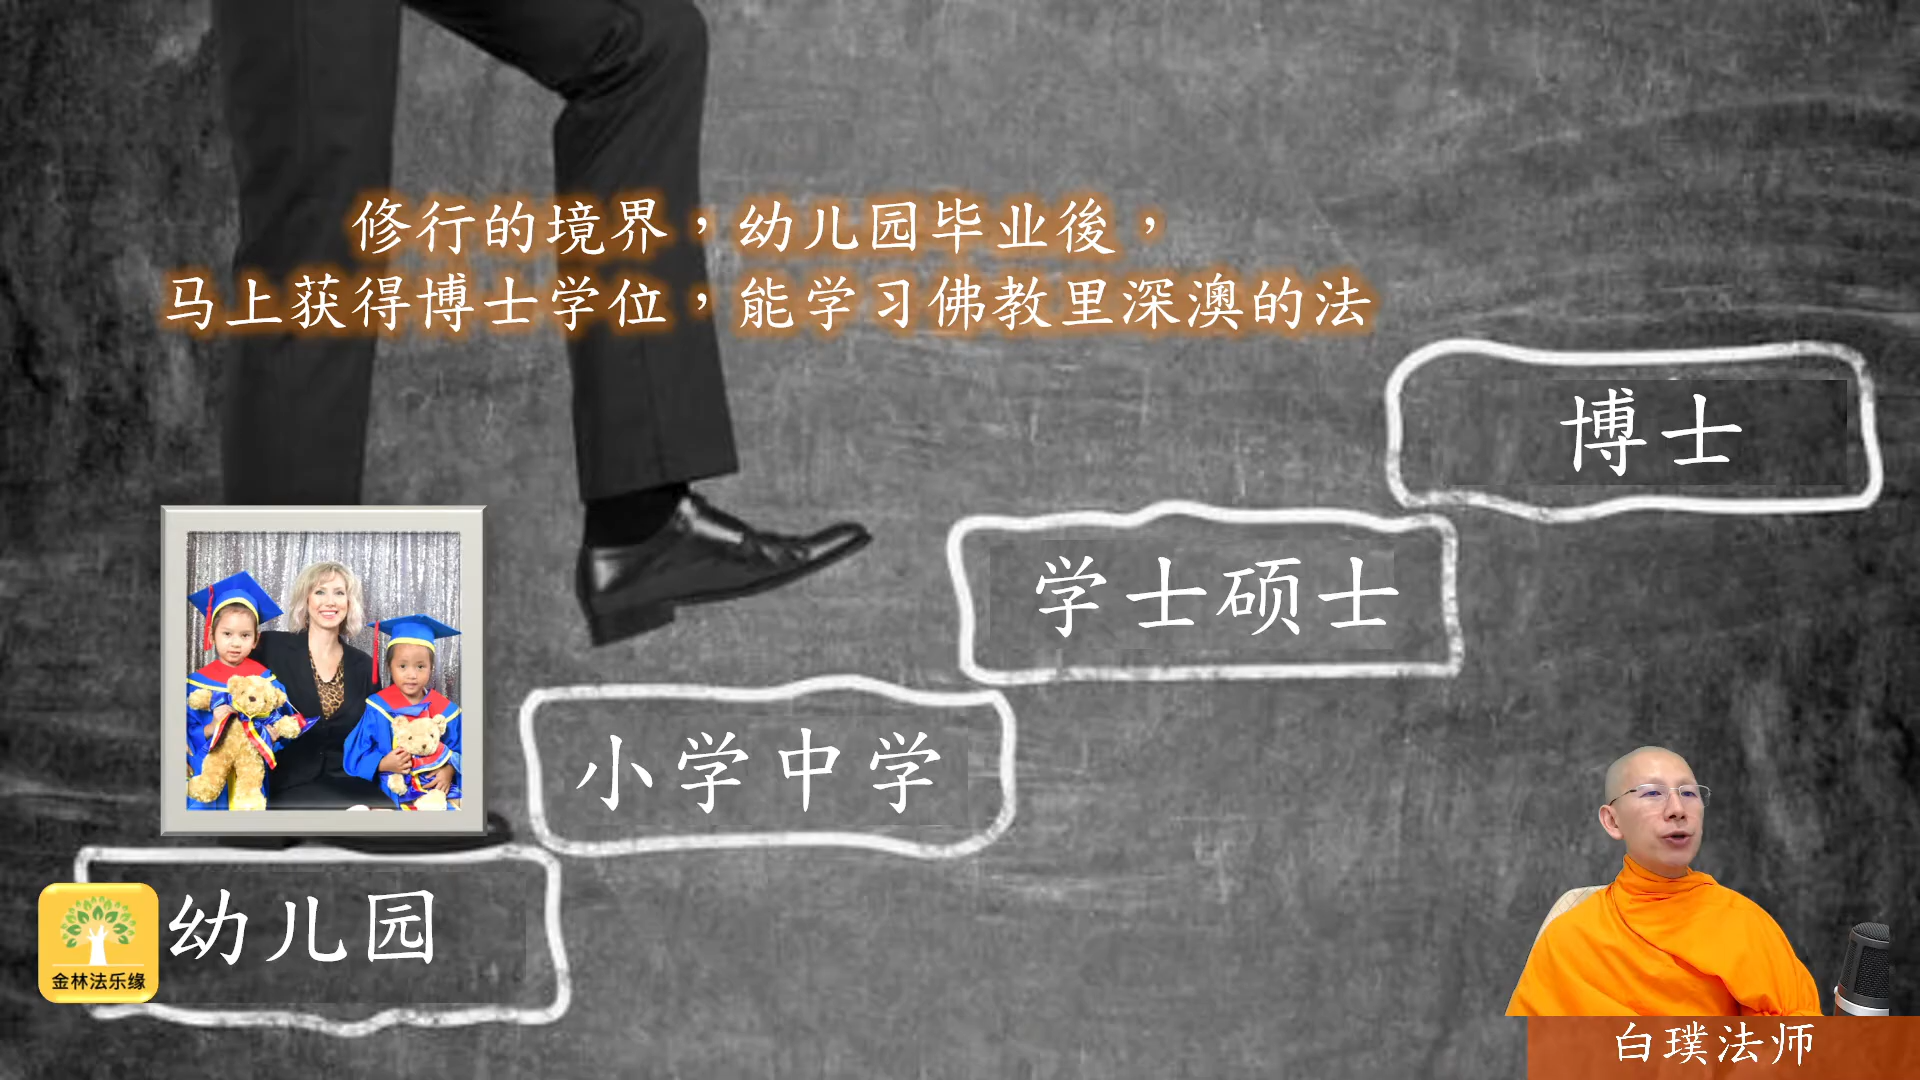 修行的境界，幼儿园毕业後，
马上获得博士学位，能学习佛教里深澳的法
博士
学士硕士
小学中学
幼儿园
金林法乐缘
白璞法师